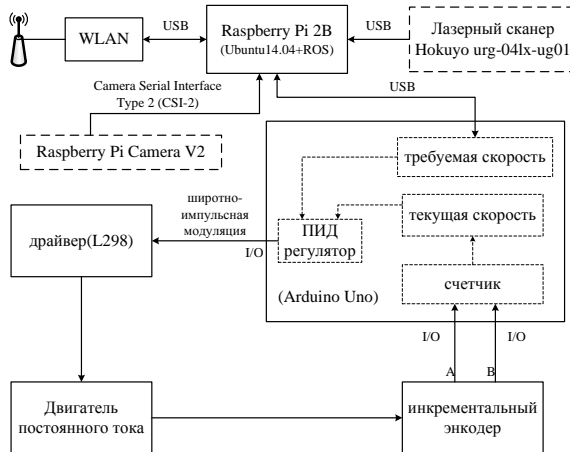 WLAN
USB
Raspberry Pi 2B
(Ubuntu14.04+ROS)
USB
Лазерный сканер
Hokuyo urg-04lx-ug01
Camera Serial Interface
Type 2 (CSI-2)
USB
Raspberry Pi Camera V2
требуемая скорость
широтно-
импульсная
модуляция
I/O
текущая скорость
ПИД
регулятор
драйвер(L298)
счетчик
(Arduino Uno)
I/O
I/O
A
B
Двигатель
постоянного тока
инкрементальный
энкодер